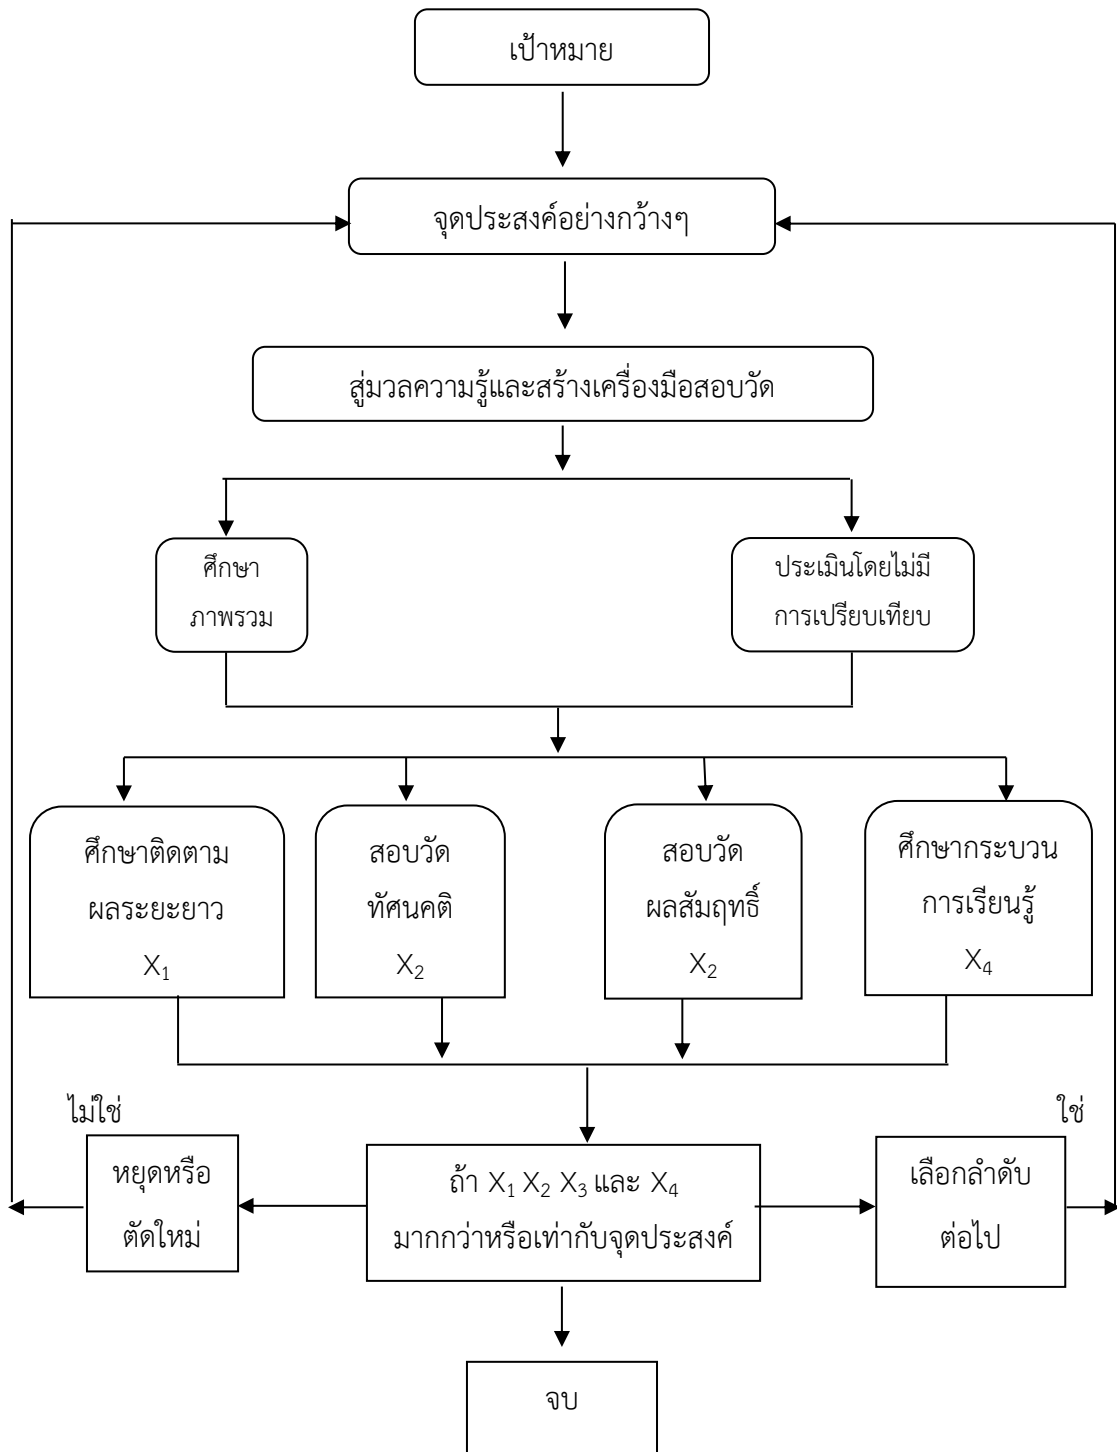 เป้าหมาย
จุดประสงค์อย่างกว้างๆ
สู่มวลความรู้และสร้างเครื่องมือสอบวัด
ศึกษา
ภาพรวม
ประเมินโดยไม่มี
การเปรียบเทียบ
ศึกษาติดตาม
ผลระยะยาว
X₁
สอบวัด
ทัศนคติ
X₂
สอบวัด
ผลสัมฤทธิ์
X₂
ศึกษากระบวน
การเรียนรู้
X₄
ไม่ใช่
หยุดหรือ
ตัดใหม่
ถ้า X₁ X₂ X₃ และ X₄
มากกว่าหรือเท่ากับจุดประสงค์
ใช่
เลือกลำดับ
ต่อไป
จบ